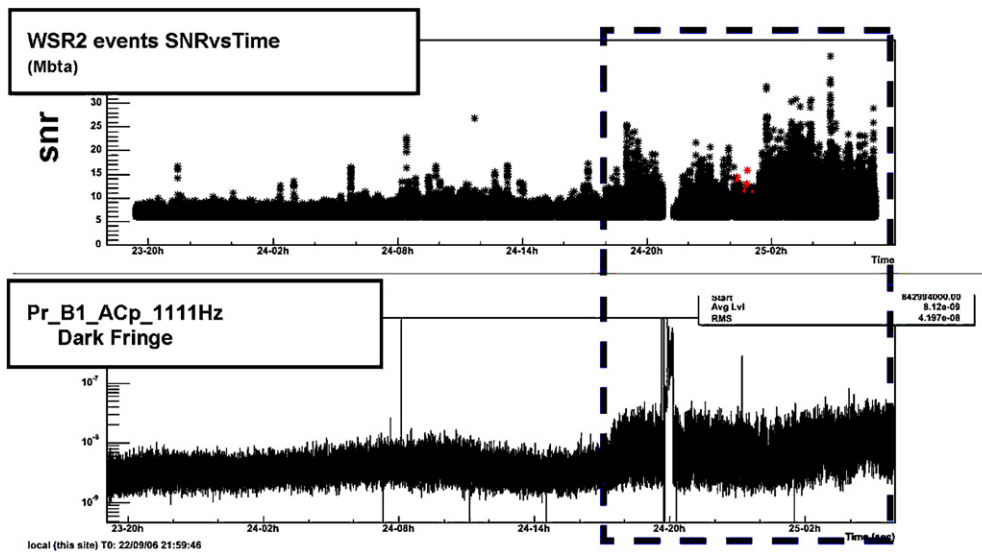 WSR2 events SNRvsTime
(Mbta)
snr
30
25
20
15
10
5
0
23-20h 24-02h 24-08h 24-14h 24-20h 25-02h
Time
Pr_B1_ACp_1111Hz
Dark Fringe
Start 842994000.00
Avg Lvl 8.12e-09
RMS 4.197e-08
10-7
10-8
10-9
23-20h 24-02h 24-08h 24-14h 24-20h 25-02h
Time (sec)
local (this site) T0: 22/09/06 21:59:46